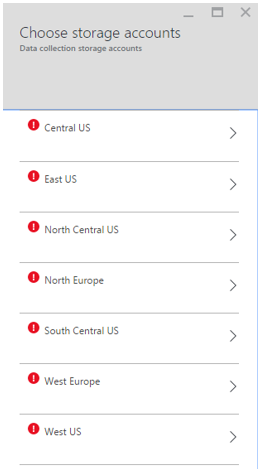 Choose storage accounts
Data collection storage accounts
Central US
East US
North Central US
North Europe
South Central US
West Europe
West US